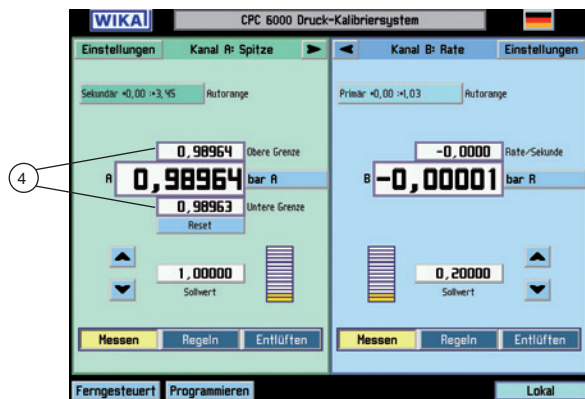 WIKA CPC 6000 Druck-Kalibriersystem
Einstellungen Kanal A: Spitze
Sekundär +0,00 :+3,45 Autorange
0,98964 Obere Grenze
4
A 0,98964 bar A
0,98963 Untere Grenze
Reset
1,00000
Sollwert
Messen Regeln Entlüften
Kanal B: Rate Einstellungen
Primär +0,00 :+1,03 Autorange
-0,0000 Rate/Sekunde
B -0,00001 bar R
0,20000
Sollwert
Messen Regeln Entlüften
Ferngesteuert Programmieren Lokal